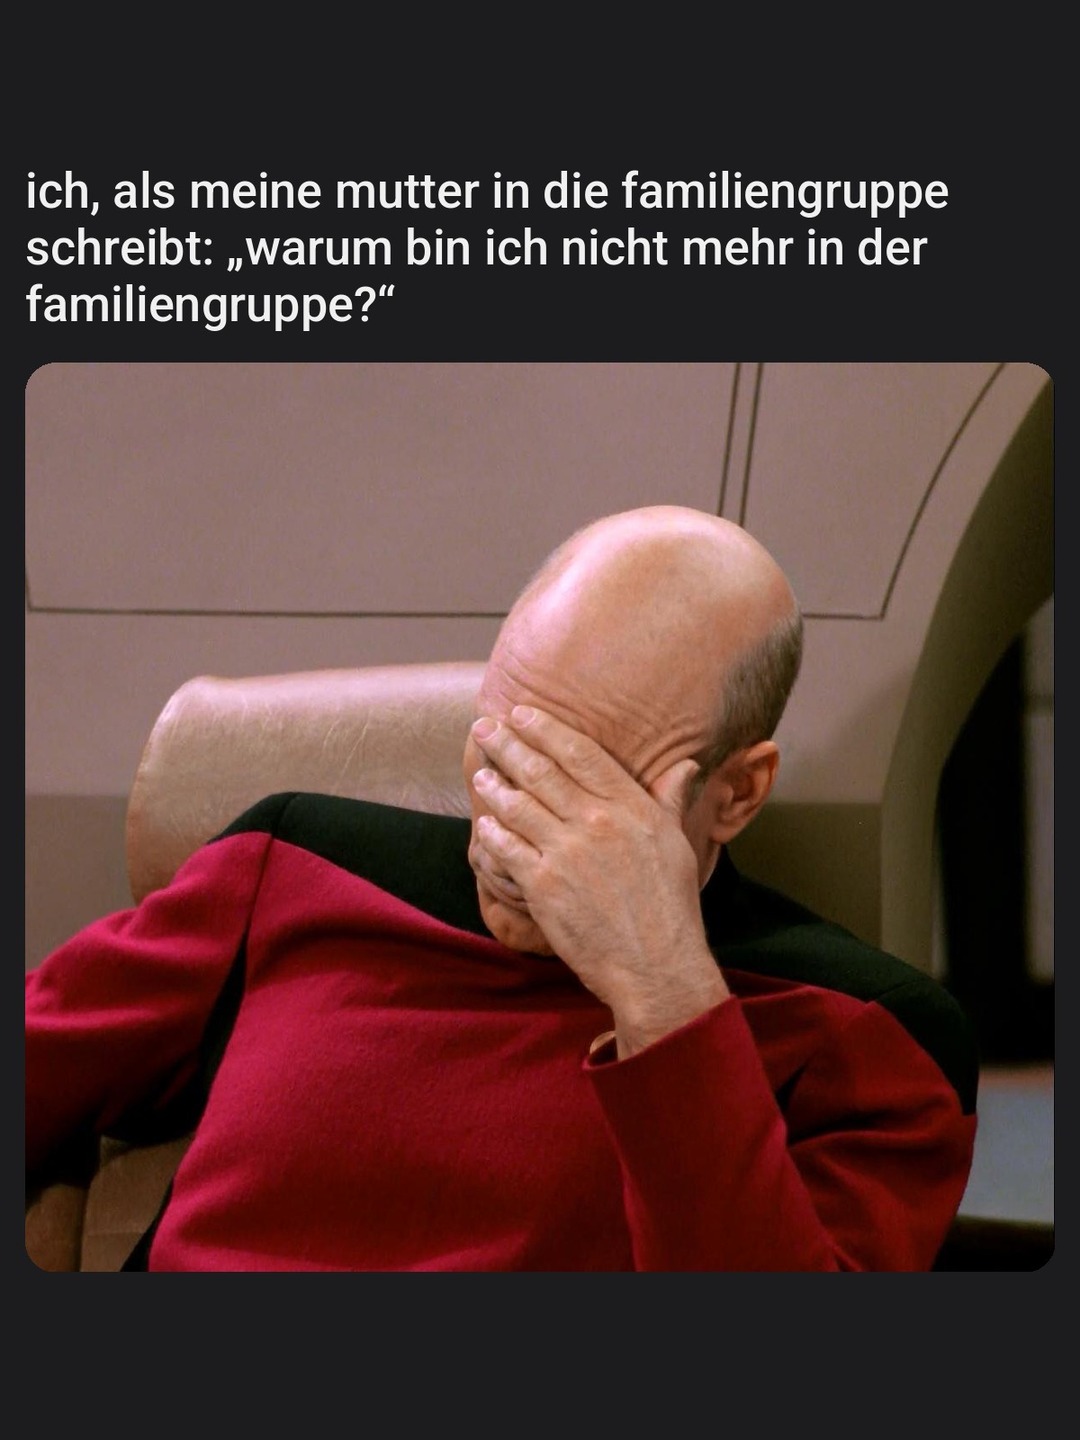 ich, als meine mutter in die familiengruppe
schreibt: „warum bin ich nicht mehr in der
familiengruppe?“